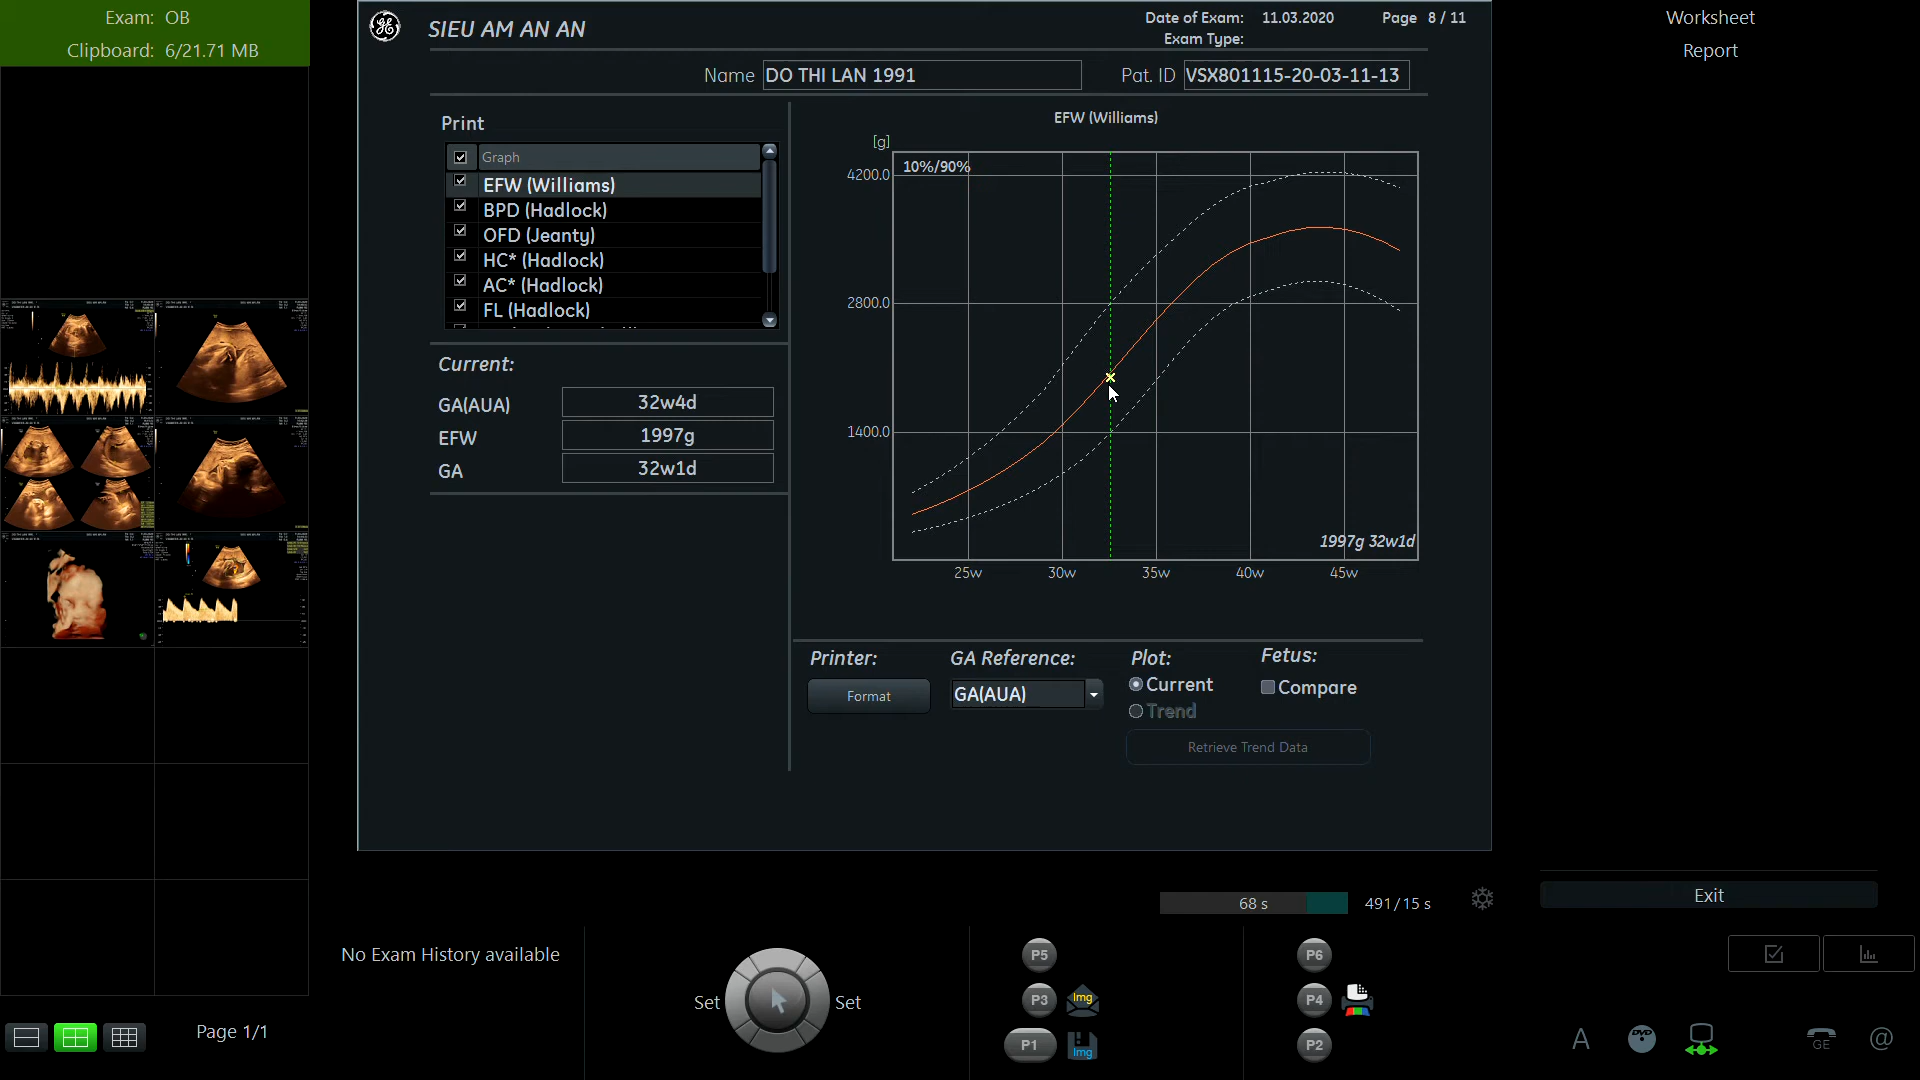 Exam: OB
Clipboard: 6/21.71 MB
SIEU AM AN AN
Date of Exam: 11.03.2020
Page 8 / 11
Exam Type:
Name DO THI LAN 1991
Pat. ID VSX801115-20-03-11-13
Worksheet
Report
Print
Graph
EFW (Williams)
BPD (Hadlock)
OFD (Jeanty)
HC* (Hadlock)
AC* (Hadlock)
FL (Hadlock)
Current:
GA(AUA) 32w4d
EFW 1997g
GA 32w1d
EFW (Williams)
[g]
10%/90%
4200.0
2800.0
1400.0
1997g 32w1d
25w 30w 35w 40w 45w
Printer:
Format
GA Reference:
GA(AUA)
Plot:
Current
Trend
Retrieve Trend Data
Fetus:
Compare
68 s
491/15 s
Exit
No Exam History available
Set Set
P5
P3 Img
P1 Img
P6
P4
P2
Page 1/1
A
DVD
GE
@